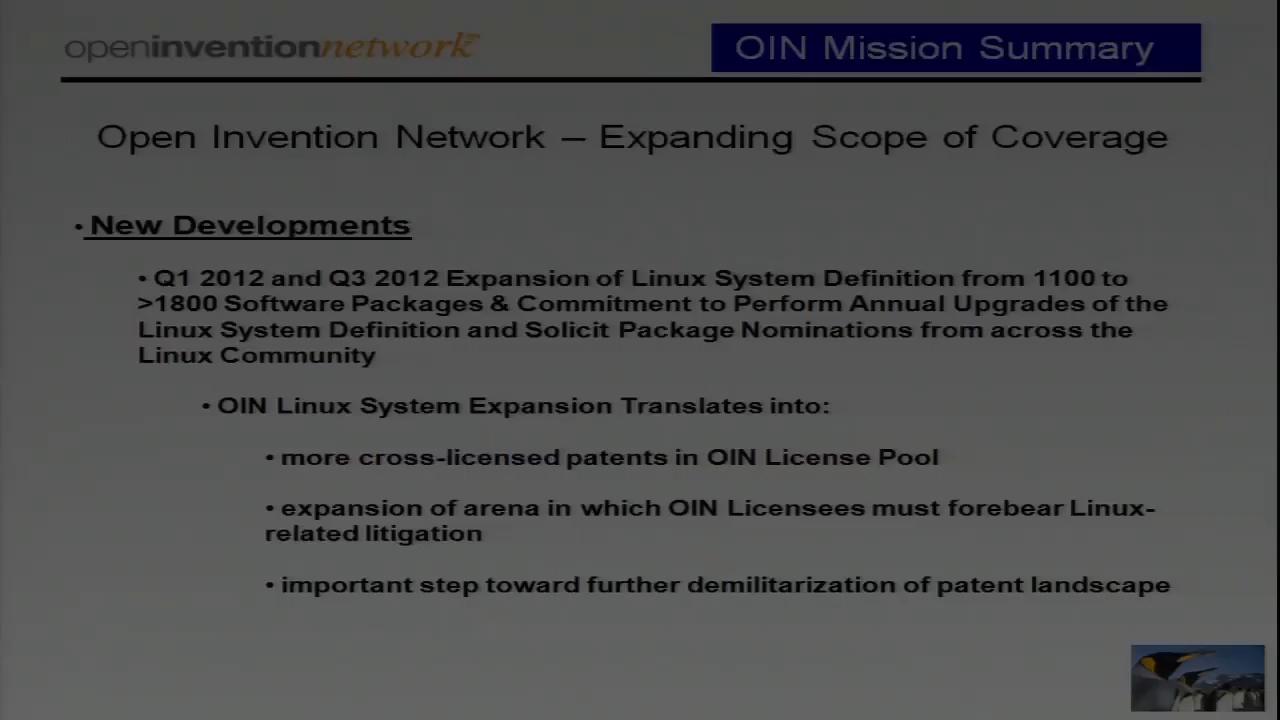 openinventionnetwork
OIN Mission Summary
Open Invention Network – Expanding Scope of Coverage
• New Developments
• Q1 2012 and Q3 2012 Expansion of Linux System Definition from 1100 to
>1800 Software Packages & Commitment to Perform Annual Upgrades of the
Linux System Definition and Solicit Package Nominations from across the
Linux Community
• OIN Linux System Expansion Translates into:
• more cross-licensed patents in OIN License Pool
• expansion of arena in which OIN Licensees must forebear Linux-
related litigation
• important step toward further demilitarization of patent landscape